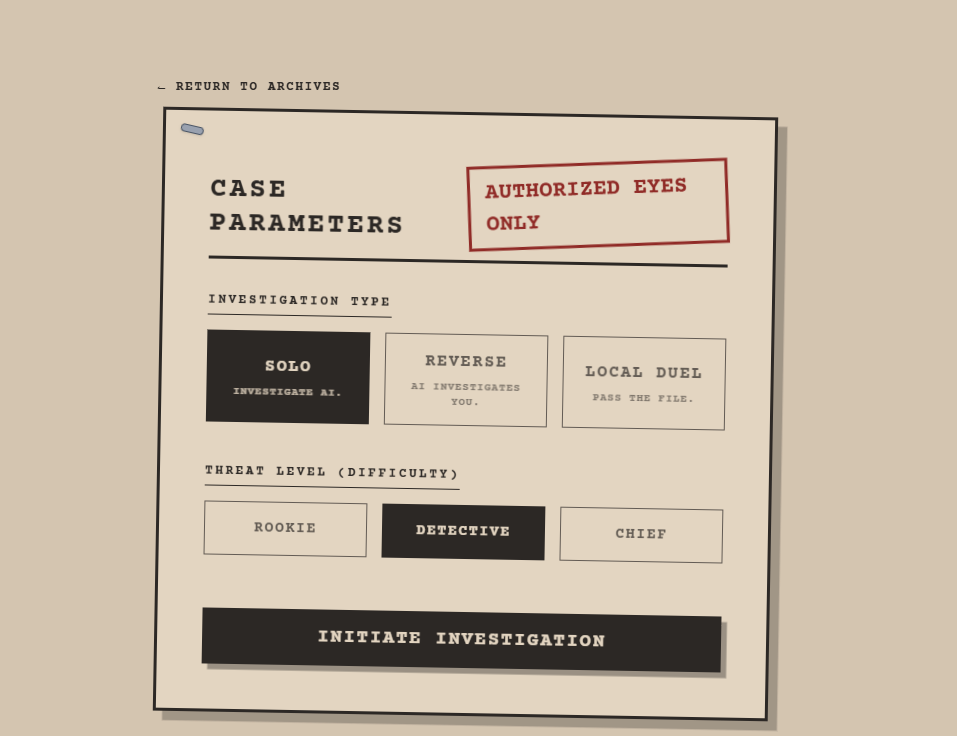 ← RETURN TO ARCHIVES
CASE
PARAMETERS
AUTHORIZED EYES
ONLY
INVESTIGATION TYPE
SOLO
INVESTIGATE AI.
REVERSE
AI INVESTIGATES
YOU.
LOCAL DUEL
PASS THE FILE.
THREAT LEVEL (DIFFICULTY)
ROOKIE
DETECTIVE
CHIEF
INITIATE INVESTIGATION